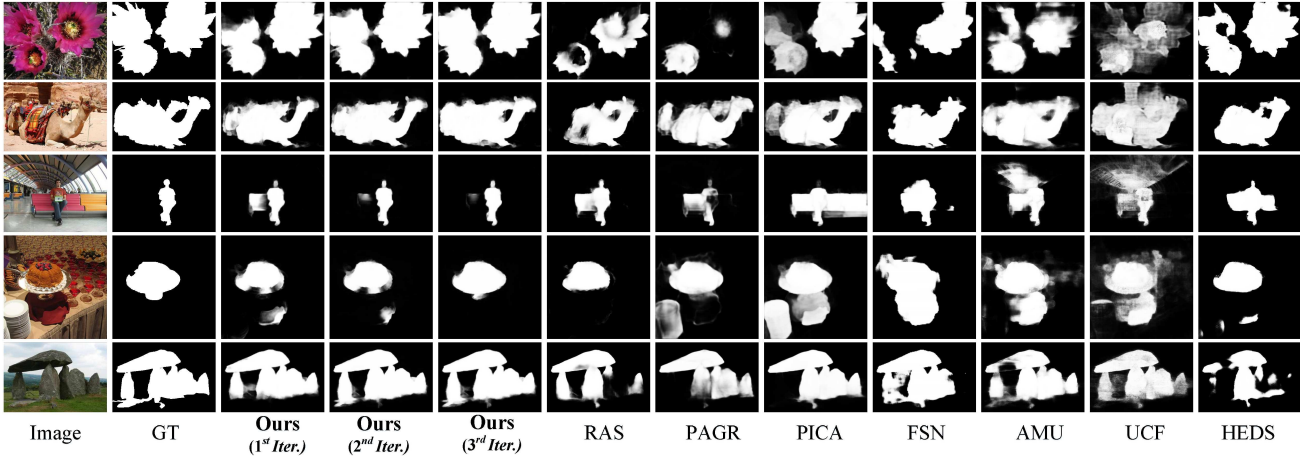 Image GT Ours Ours Ours RAS PAGR PICA FSN AMU UCF HEDS
(1st Iter.) (2nd Iter.) (3rd Iter.)